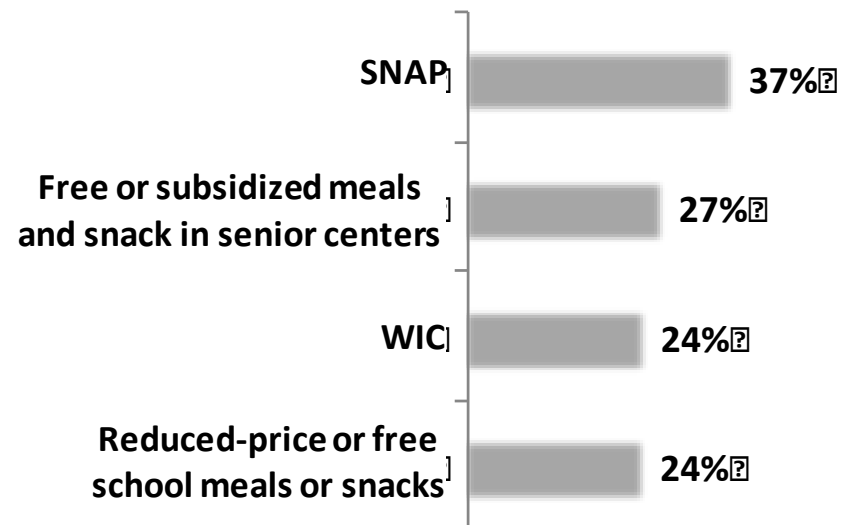 SNAP 37%
Free or subsidized meals
and snack in senior centers 27%
WIC 24%
Reduced-price or free
school meals or snacks 24%